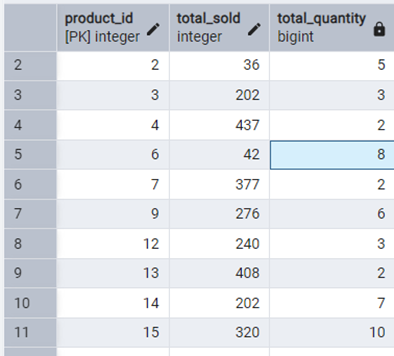 product_id total_sold total_quantity
[PK] integer integer bigint
2 2 36 5
3 3 202 3
4 4 437 2
5 6 42 8
6 7 377 2
7 9 276 6
8 12 240 3
9 13 408 2
10 14 202 7
11 15 320 10